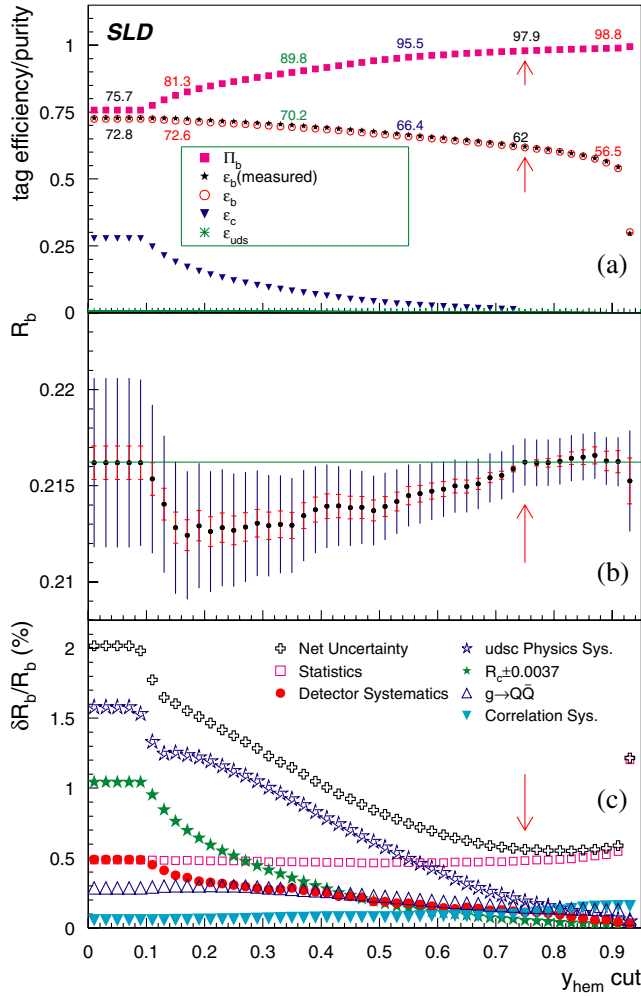 SLD
tag efficiency/purity
1
0.75
0.5
0.25
0
75.7
81.3
89.8
95.5
97.9
98.8
72.8
72.6
70.2
66.4
62
56.5
Π_b
ε_b(measured)
ε_b
ε_c
ε_uds
(a)
R_b
0.22
0.215
0.21
(b)
δR_b/R_b (%)
2
1.5
1
0.5
0
Net Uncertainty
Statistics
Detector Systematics
udsc Physics Sys.
R_c±0.0037
g→QQ̄
Correlation Sys.
(c)
0 0.1 0.2 0.3 0.4 0.5 0.6 0.7 0.8 0.9
y_hem cut